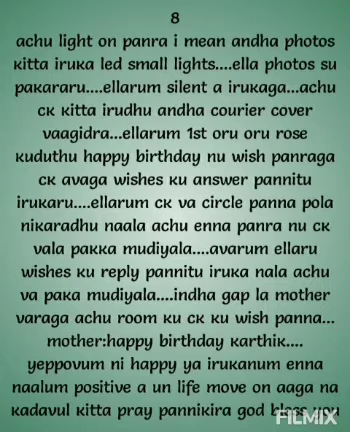 8
achu light on panra i mean andha photos
kitta iruka led small lights....ella photos su
pakararu....ellarum silent a irukaga...achu
ck kitta irudhu andha courier cover
vaagidra...ellarum 1st oru oru rose
kuduthu happy birthday nu wish panraga
ck avaga wishes ku answer pannitu
irukaru....ellarum ck va circle panna pola
nikaradhu naala achu enna panra nu ck
vala pakka mudiyala....avarum ellaru
wishes ku reply pannitu iruka nala achu
va paka mudiyala....indha gap la mother
varaga achu room ku ck ku wish panna...
mother:happy birthday karthik....
yeppovum ni happy ya irukanum enna
naalum positive a un life move on aaga na
kadavul kitta pray pannikira god bless you
FILMIX